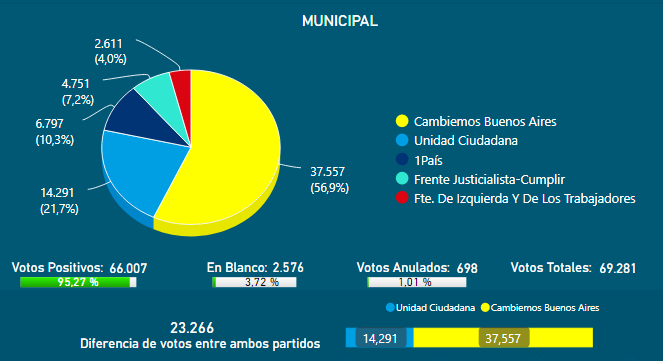 MUNICIPAL
2.611
(4,0%)
4.751
(7,2%)
6.797
(10,3%)
14.291
(21,7%)
37.557
(56,9%)
Cambiemos Buenos Aires
Unidad Ciudadana
1País
Frente Justicialista-Cumplir
Fte. De Izquierda Y De Los Trabajadores
Votos Positivos: 66.007
95,27 %
En Blanco: 2.576
3,72 %
Votos Anulados: 698
1,01 %
Votos Totales: 69.281
23.266
Diferencia de votos entre ambos partidos
Unidad Ciudadana Cambiemos Buenos Aires
14,291 37,557